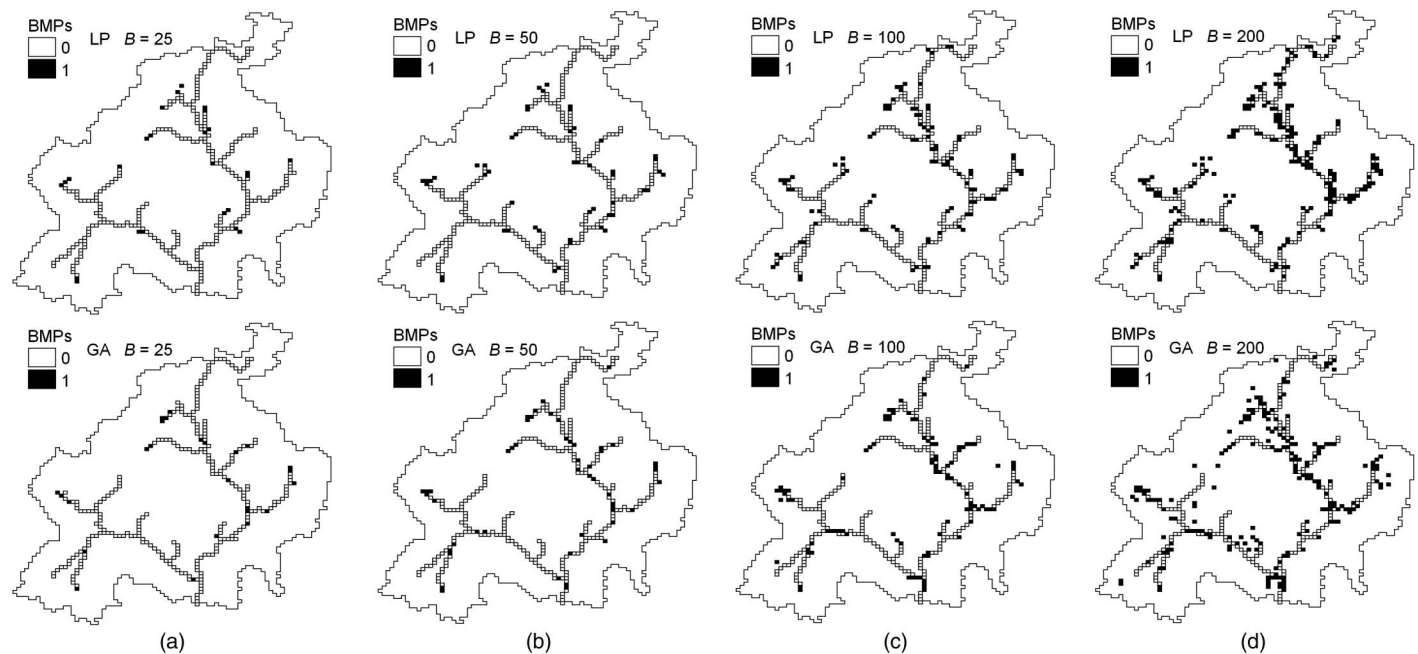 BMPs
0
1
LP B = 25
BMPs
0
1
LP B = 50
BMPs
0
1
LP B = 100
BMPs
0
1
LP B = 200
BMPs
0
1
GA B = 25
BMPs
0
1
GA B = 50
BMPs
0
1
GA B = 100
BMPs
0
1
GA B = 200
(a)
(b)
(c)
(d)